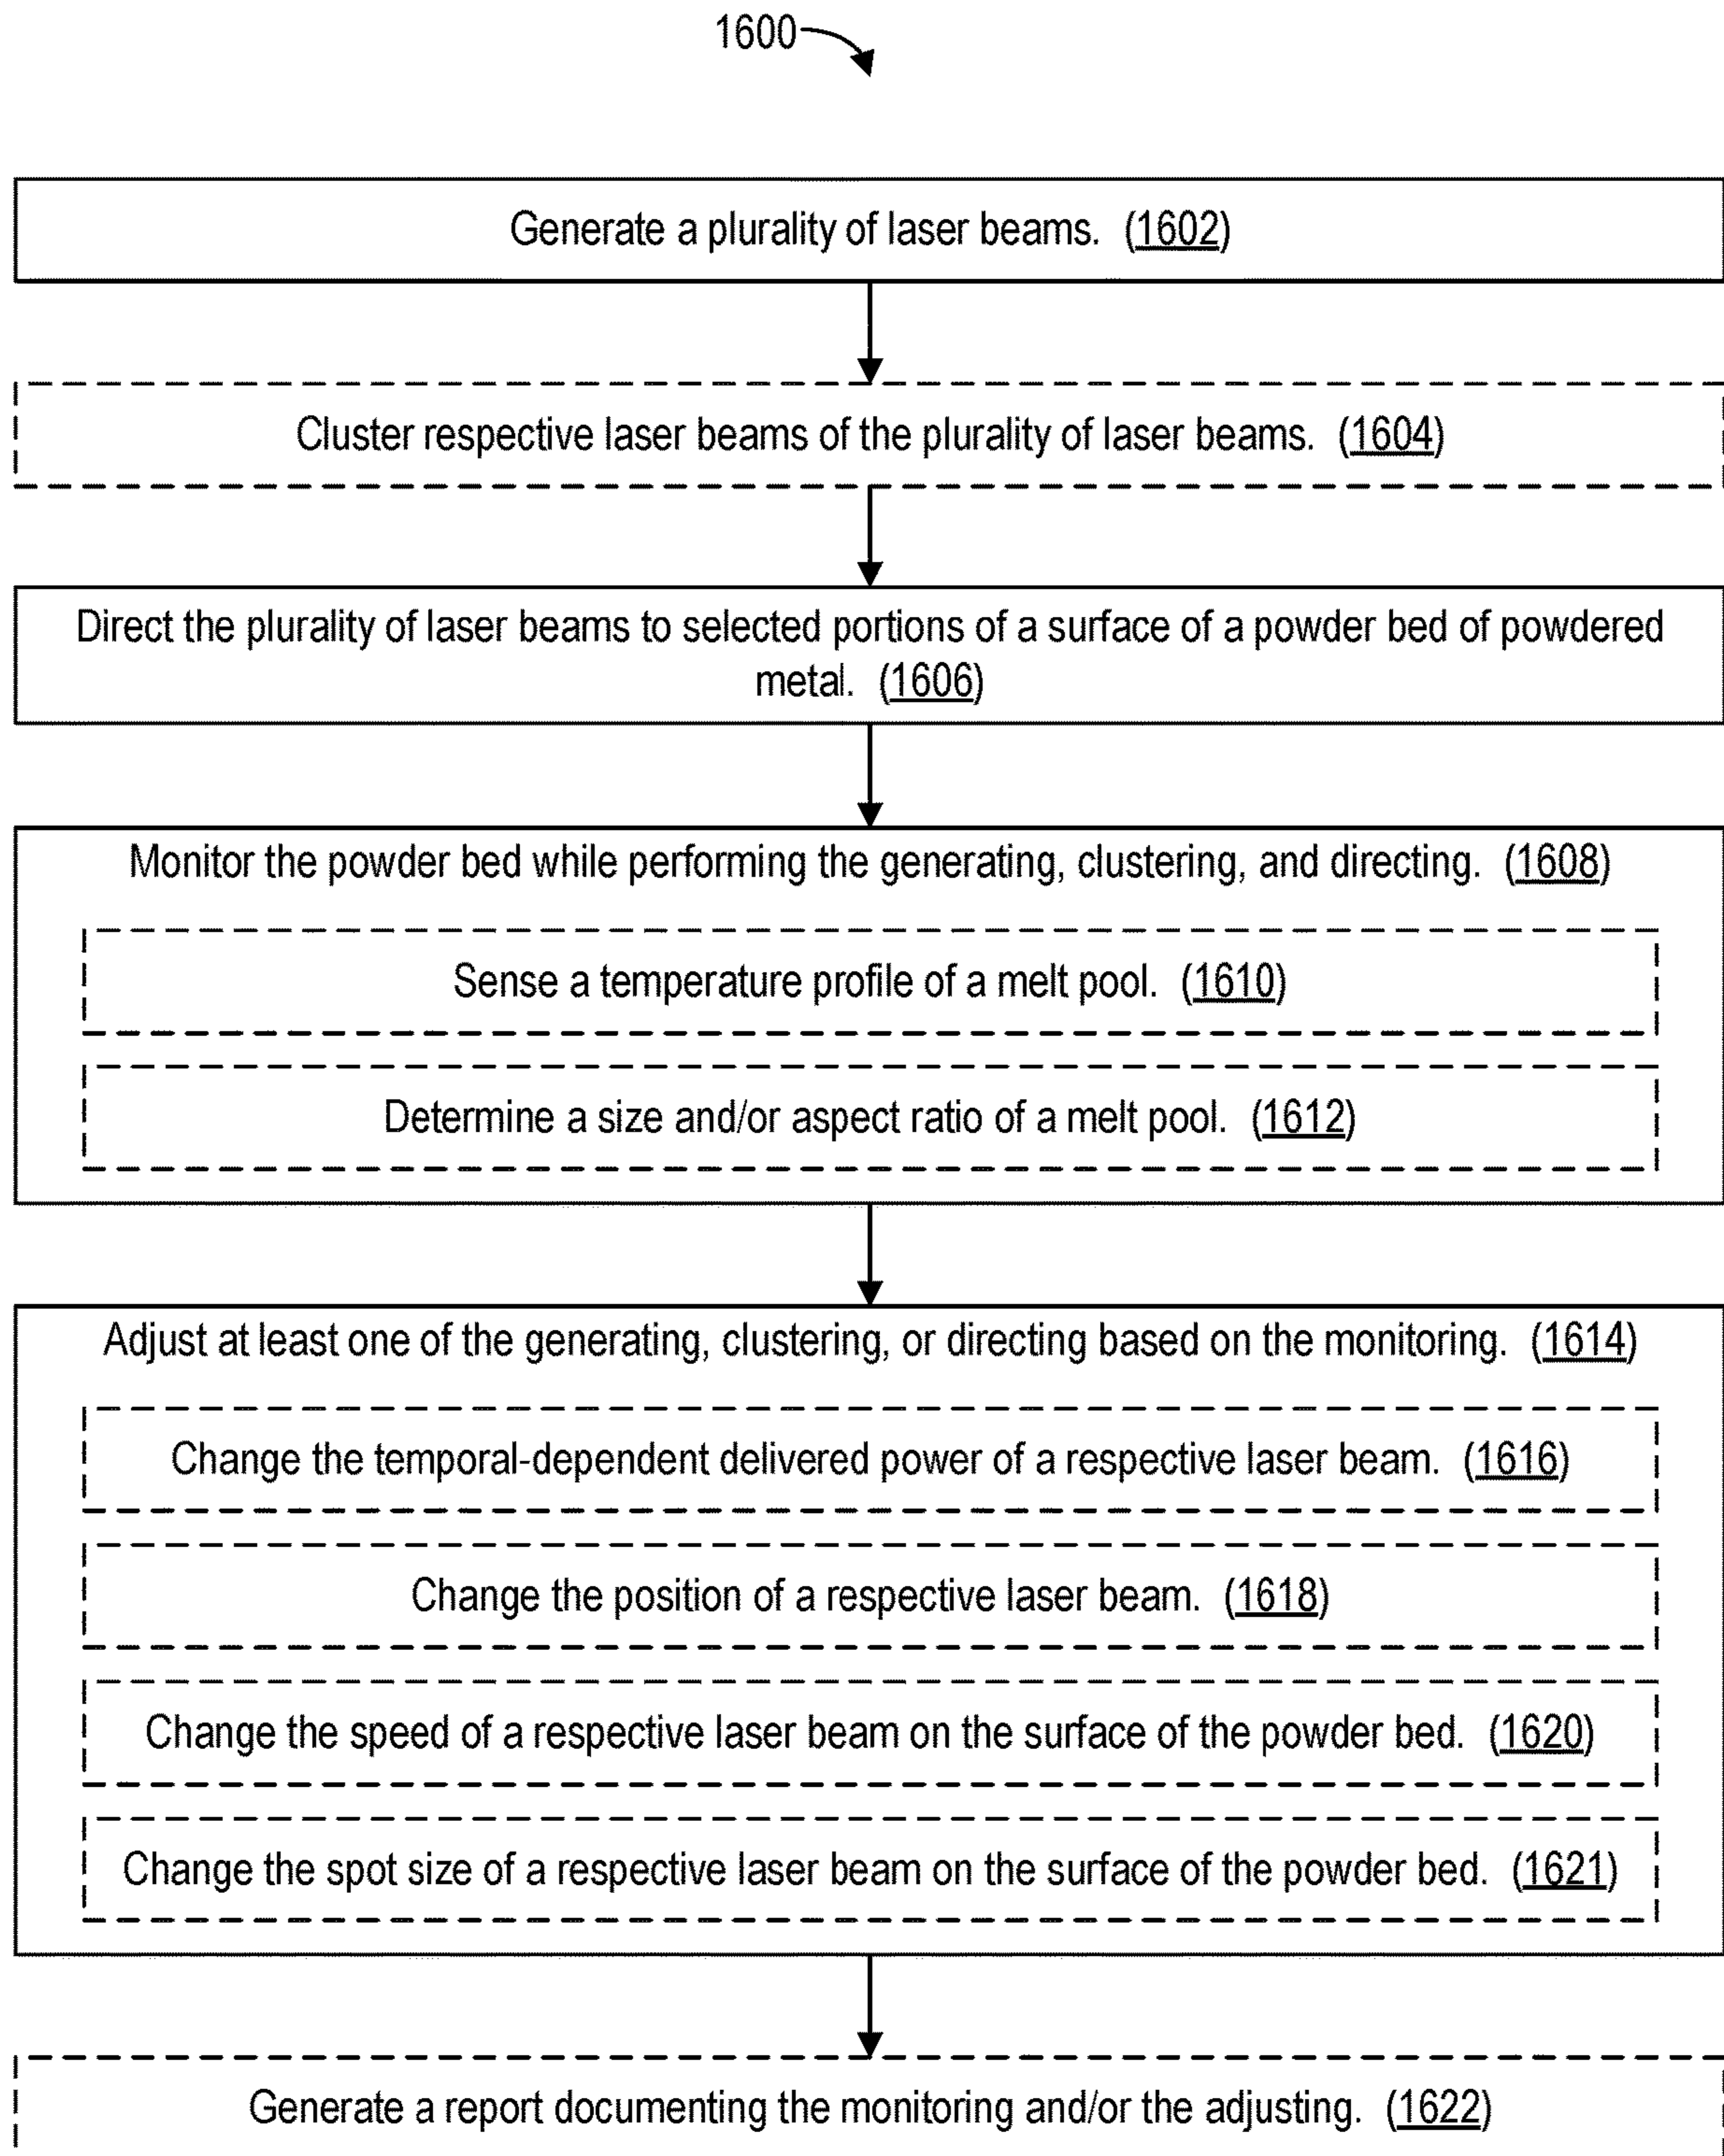 1600
Generate a plurality of laser beams. (1602)
Cluster respective laser beams of the plurality of laser beams. (1604)
Direct the plurality of laser beams to selected portions of a surface of a powder bed of powdered
metal. (1606)
Monitor the powder bed while performing the generating, clustering, and directing. (1608)
Sense a temperature profile of a melt pool. (1610)
Determine a size and/or aspect ratio of a melt pool. (1612)
Adjust at least one of the generating, clustering, or directing based on the monitoring. (1614)
Change the temporal-dependent delivered power of a respective laser beam. (1616)
Change the position of a respective laser beam. (1618)
Change the speed of a respective laser beam on the surface of the powder bed. (1620)
Change the spot size of a respective laser beam on the surface of the powder bed. (1621)
Generate a report documenting the monitoring and/or the adjusting. (1622)